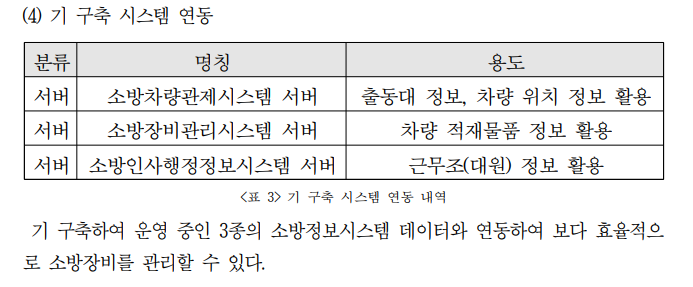 (4) 기 구축 시스템 연동
분류 명칭 용도
서버 소방차량관제시스템 서버 출동대 정보, 차량 위치 정보 활용
서버 소방장비관리시스템 서버 차량 적재물품 정보 활용
서버 소방인사행정정보시스템 서버 근무조(대원) 정보 활용
<표 3> 기 구축 시스템 연동 내역
기 구축하여 운영 중인 3종의 소방정보시스템 데이터와 연동하여 보다 효율적으
로 소방장비를 관리할 수 있다.